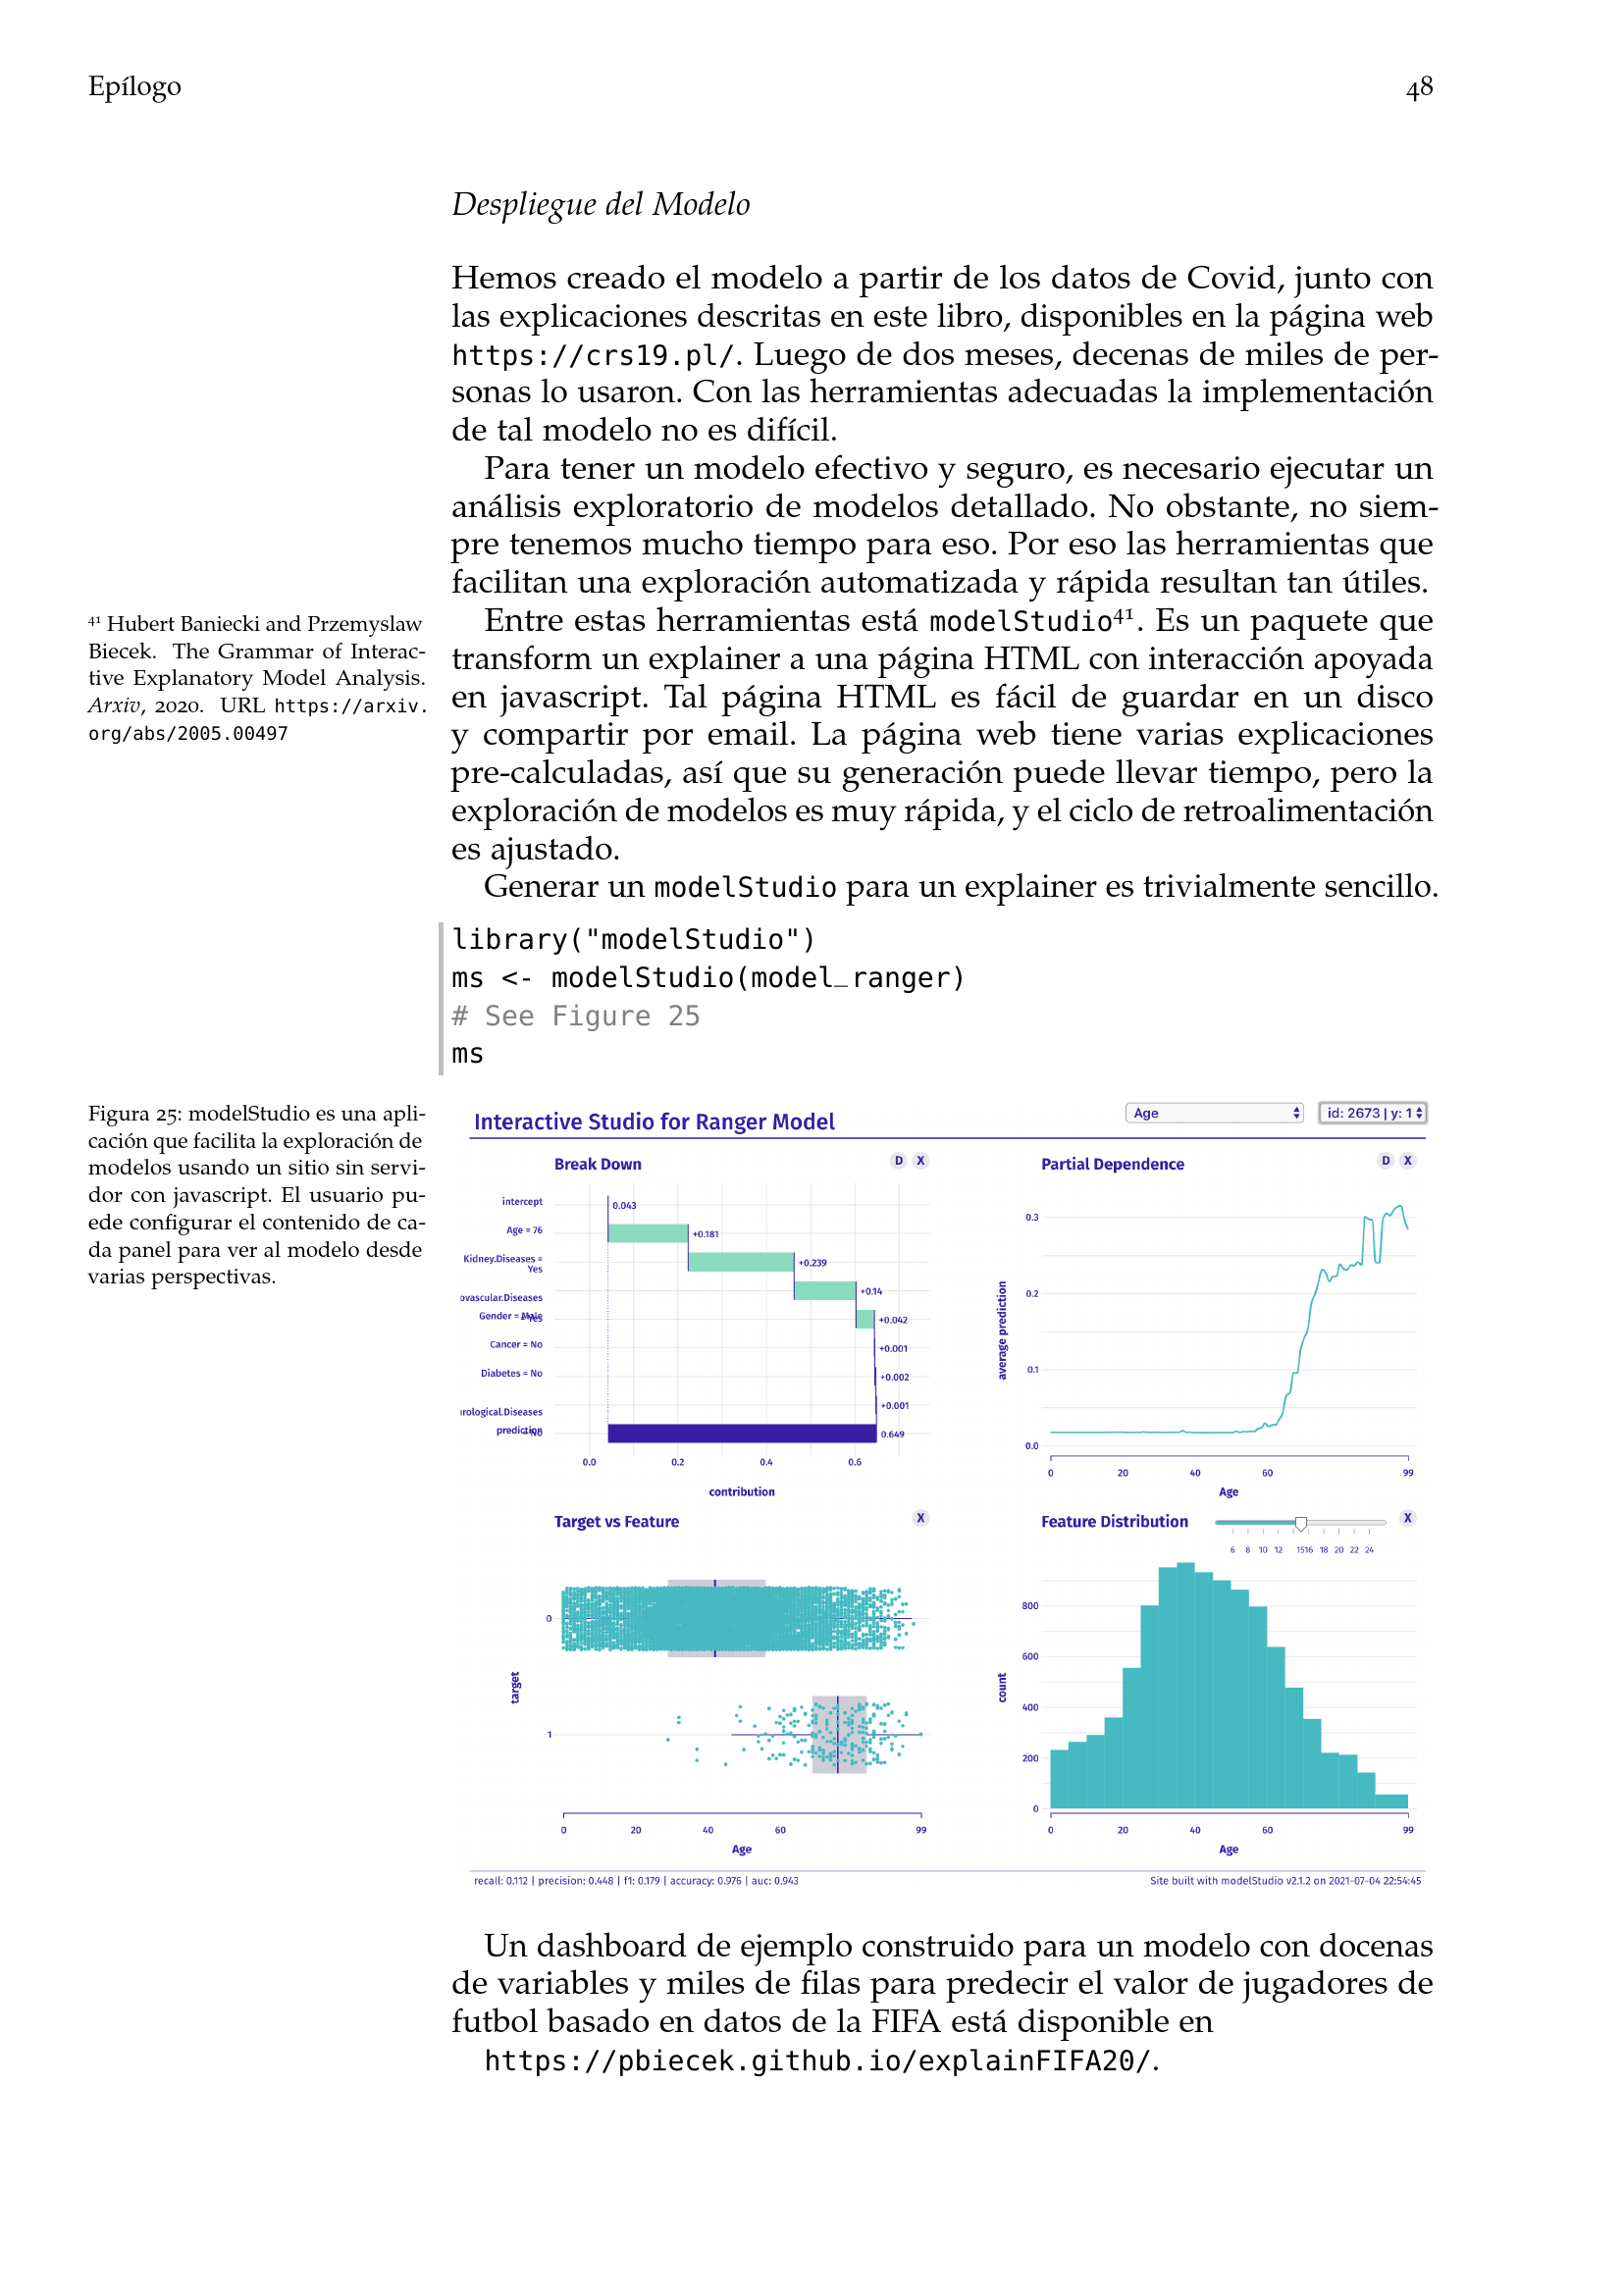 Epílogo
48
Despliegue del Modelo
Hemos creado el modelo a partir de los datos de Covid, junto con
las explicaciones descritas en este libro, disponibles en la página web
https://crs19.pl/. Luego de dos meses, decenas de miles de per-
sonas lo usaron. Con las herramientas adecuadas la implementación
de tal modelo no es difícil.
Para tener un modelo efectivo y seguro, es necesario ejecutar un
análisis exploratorio de modelos detallado. No obstante, no siem-
pre tenemos mucho tiempo para eso. Por eso las herramientas que
facilitan una exploración automatizada y rápida resultan tan útiles.
Entre estas herramientas está modelStudio⁴¹. Es un paquete que
transform un explainer a una página HTML con interacción apoyada
en javascript. Tal página HTML es fácil de guardar en un disco
y compartir por email. La página web tiene varias explicaciones
pre-calculadas, así que su generación puede llevar tiempo, pero la
exploración de modelos es muy rápida, y el ciclo de retroalimentación
es ajustado.
Generar un modelStudio para un explainer es trivialmente sencillo.
⁴¹ Hubert Baniecki and Przemyslaw
Biecek. The Grammar of Interac-
tive Explanatory Model Analysis.
Arxiv, 2020. URL https://arxiv.
org/abs/2005.00497
library("modelStudio")
ms <- modelStudio(model_ranger)
# See Figure 25
ms
Figura 25: modelStudio es una apli-
cación que facilita la exploración de
modelos usando un sitio sin servi-
dor con javascript. El usuario pu-
ede configurar el contenido de ca-
da panel para ver al modelo desde
varias perspectivas.
Interactive Studio for Ranger Model
Age
id: 2673 | y: 1
Break Down
D X
intercept
0.043
Age = 76
+0.181
Kidney.Diseases =
Yes
+0.239
ovascular.Diseases
= Yes
+0.14
Gender = Male
+0.042
Cancer = No
+0.001
Diabetes = No
+0.002
urological.Diseases
= No
+0.001
prediction
0.649
0.0 0.2 0.4 0.6
contribution
Partial Dependence
D X
average prediction
0.3
0.2
0.1
0.0
0 20 40 60 99
Age
Target vs Feature
X
target
0
1
0 20 40 60 99
Age
Feature Distribution
X
6 8 10 12 1516 18 20 22 24
count
800
600
400
200
0
0 20 40 60 99
Age
recall: 0.112 | precision: 0.448 | f1: 0.179 | accuracy: 0.976 | auc: 0.943
Site built with modelStudio v2.1.2 on 2021-07-04 22:54:45
Un dashboard de ejemplo construido para un modelo con docenas
de variables y miles de filas para predecir el valor de jugadores de
futbol basado en datos de la FIFA está disponible en
https://pbiecek.github.io/explainFIFA20/.